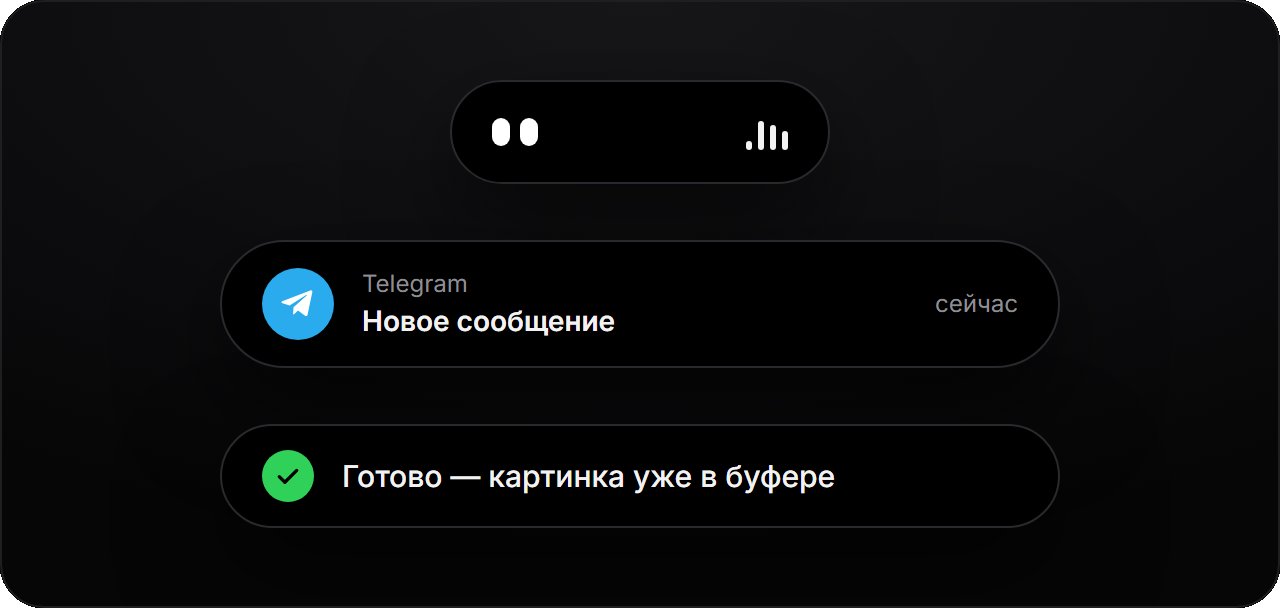 Telegram
Новое сообщение
сейчас
Готово — картинка уже в буфере